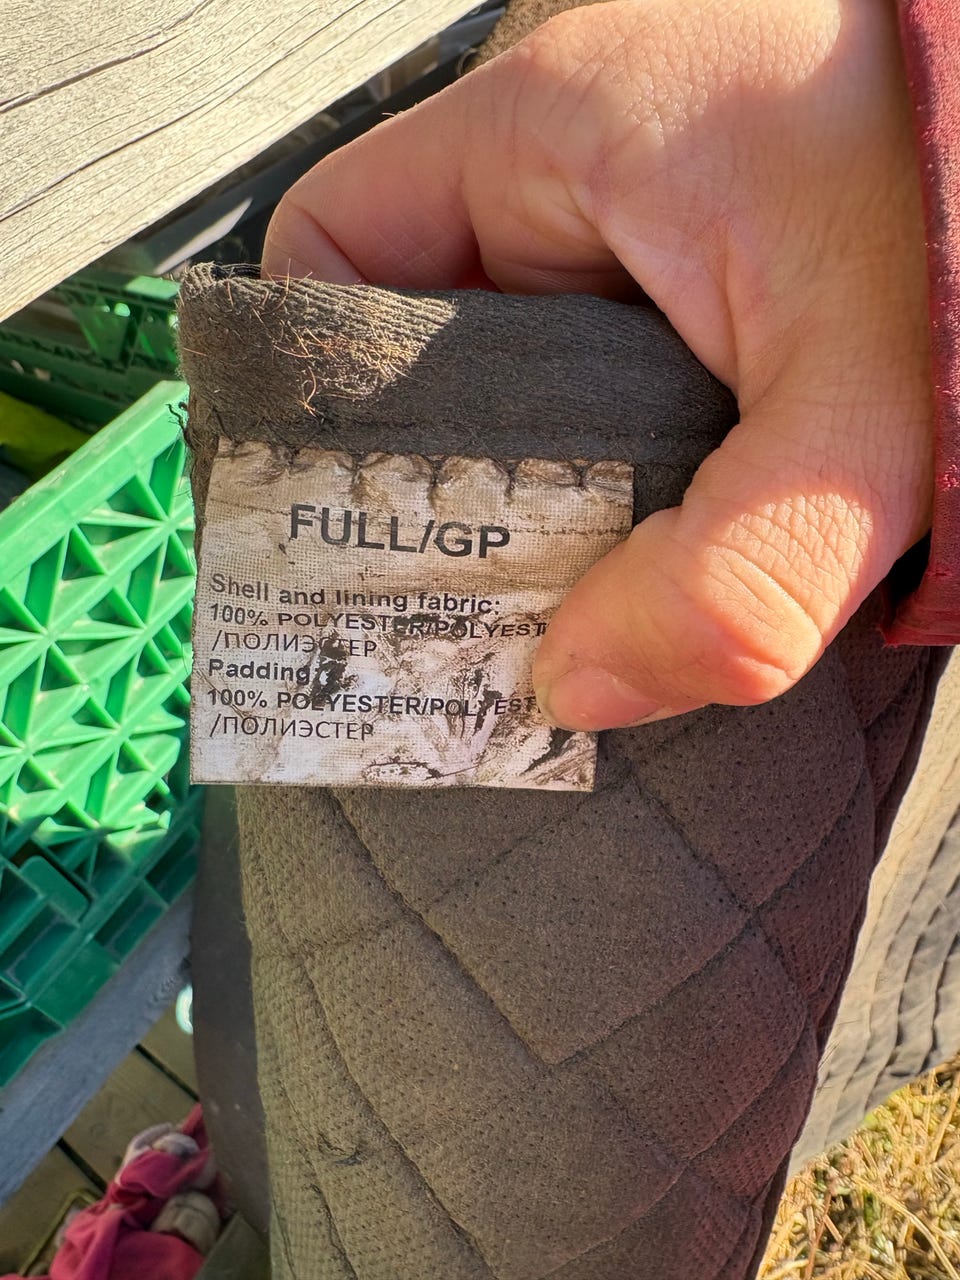 FULL/GP
Shell and lining fabric:
100% POLYESTER/POLYEST
/ПОЛИЭСТЕР
Padding
100% POLYESTER/POLYEST
/ПОЛИЭСТЕР